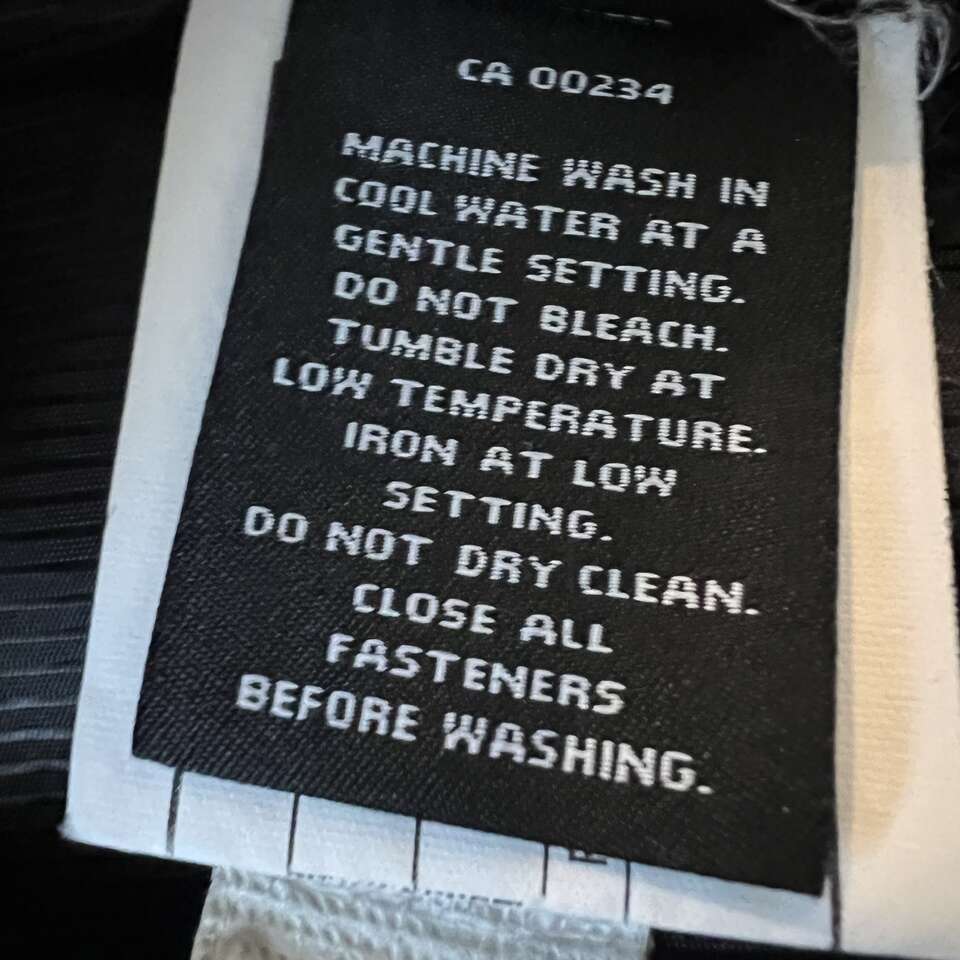 CA 00234
MACHINE WASH IN
COOL WATER AT A
GENTLE SETTING.
DO NOT BLEACH.
TUMBLE DRY AT
LOW TEMPERATURE.
IRON AT LOW
SETTING.
DO NOT DRY CLEAN.
CLOSE ALL
FASTENERS
BEFORE WASHING.